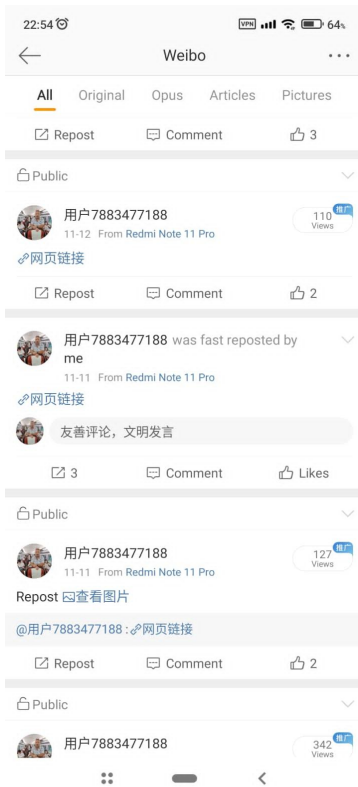 22:54
VPN
64%
Weibo
All Original Opus Articles Pictures
Repost Comment 3
Public
用户7883477188
推广
110
Views
11-12 From Redmi Note 11 Pro
网页链接
Repost Comment 2
用户7883477188 was fast reposted by
me
11-11 From Redmi Note 11 Pro
网页链接
友善评论，文明发言
3 Comment Likes
Public
用户7883477188
推广
127
Views
11-11 From Redmi Note 11 Pro
Repost 查看图片
@用户7883477188:网页链接
Repost Comment 2
Public
用户7883477188
推广
342
Views